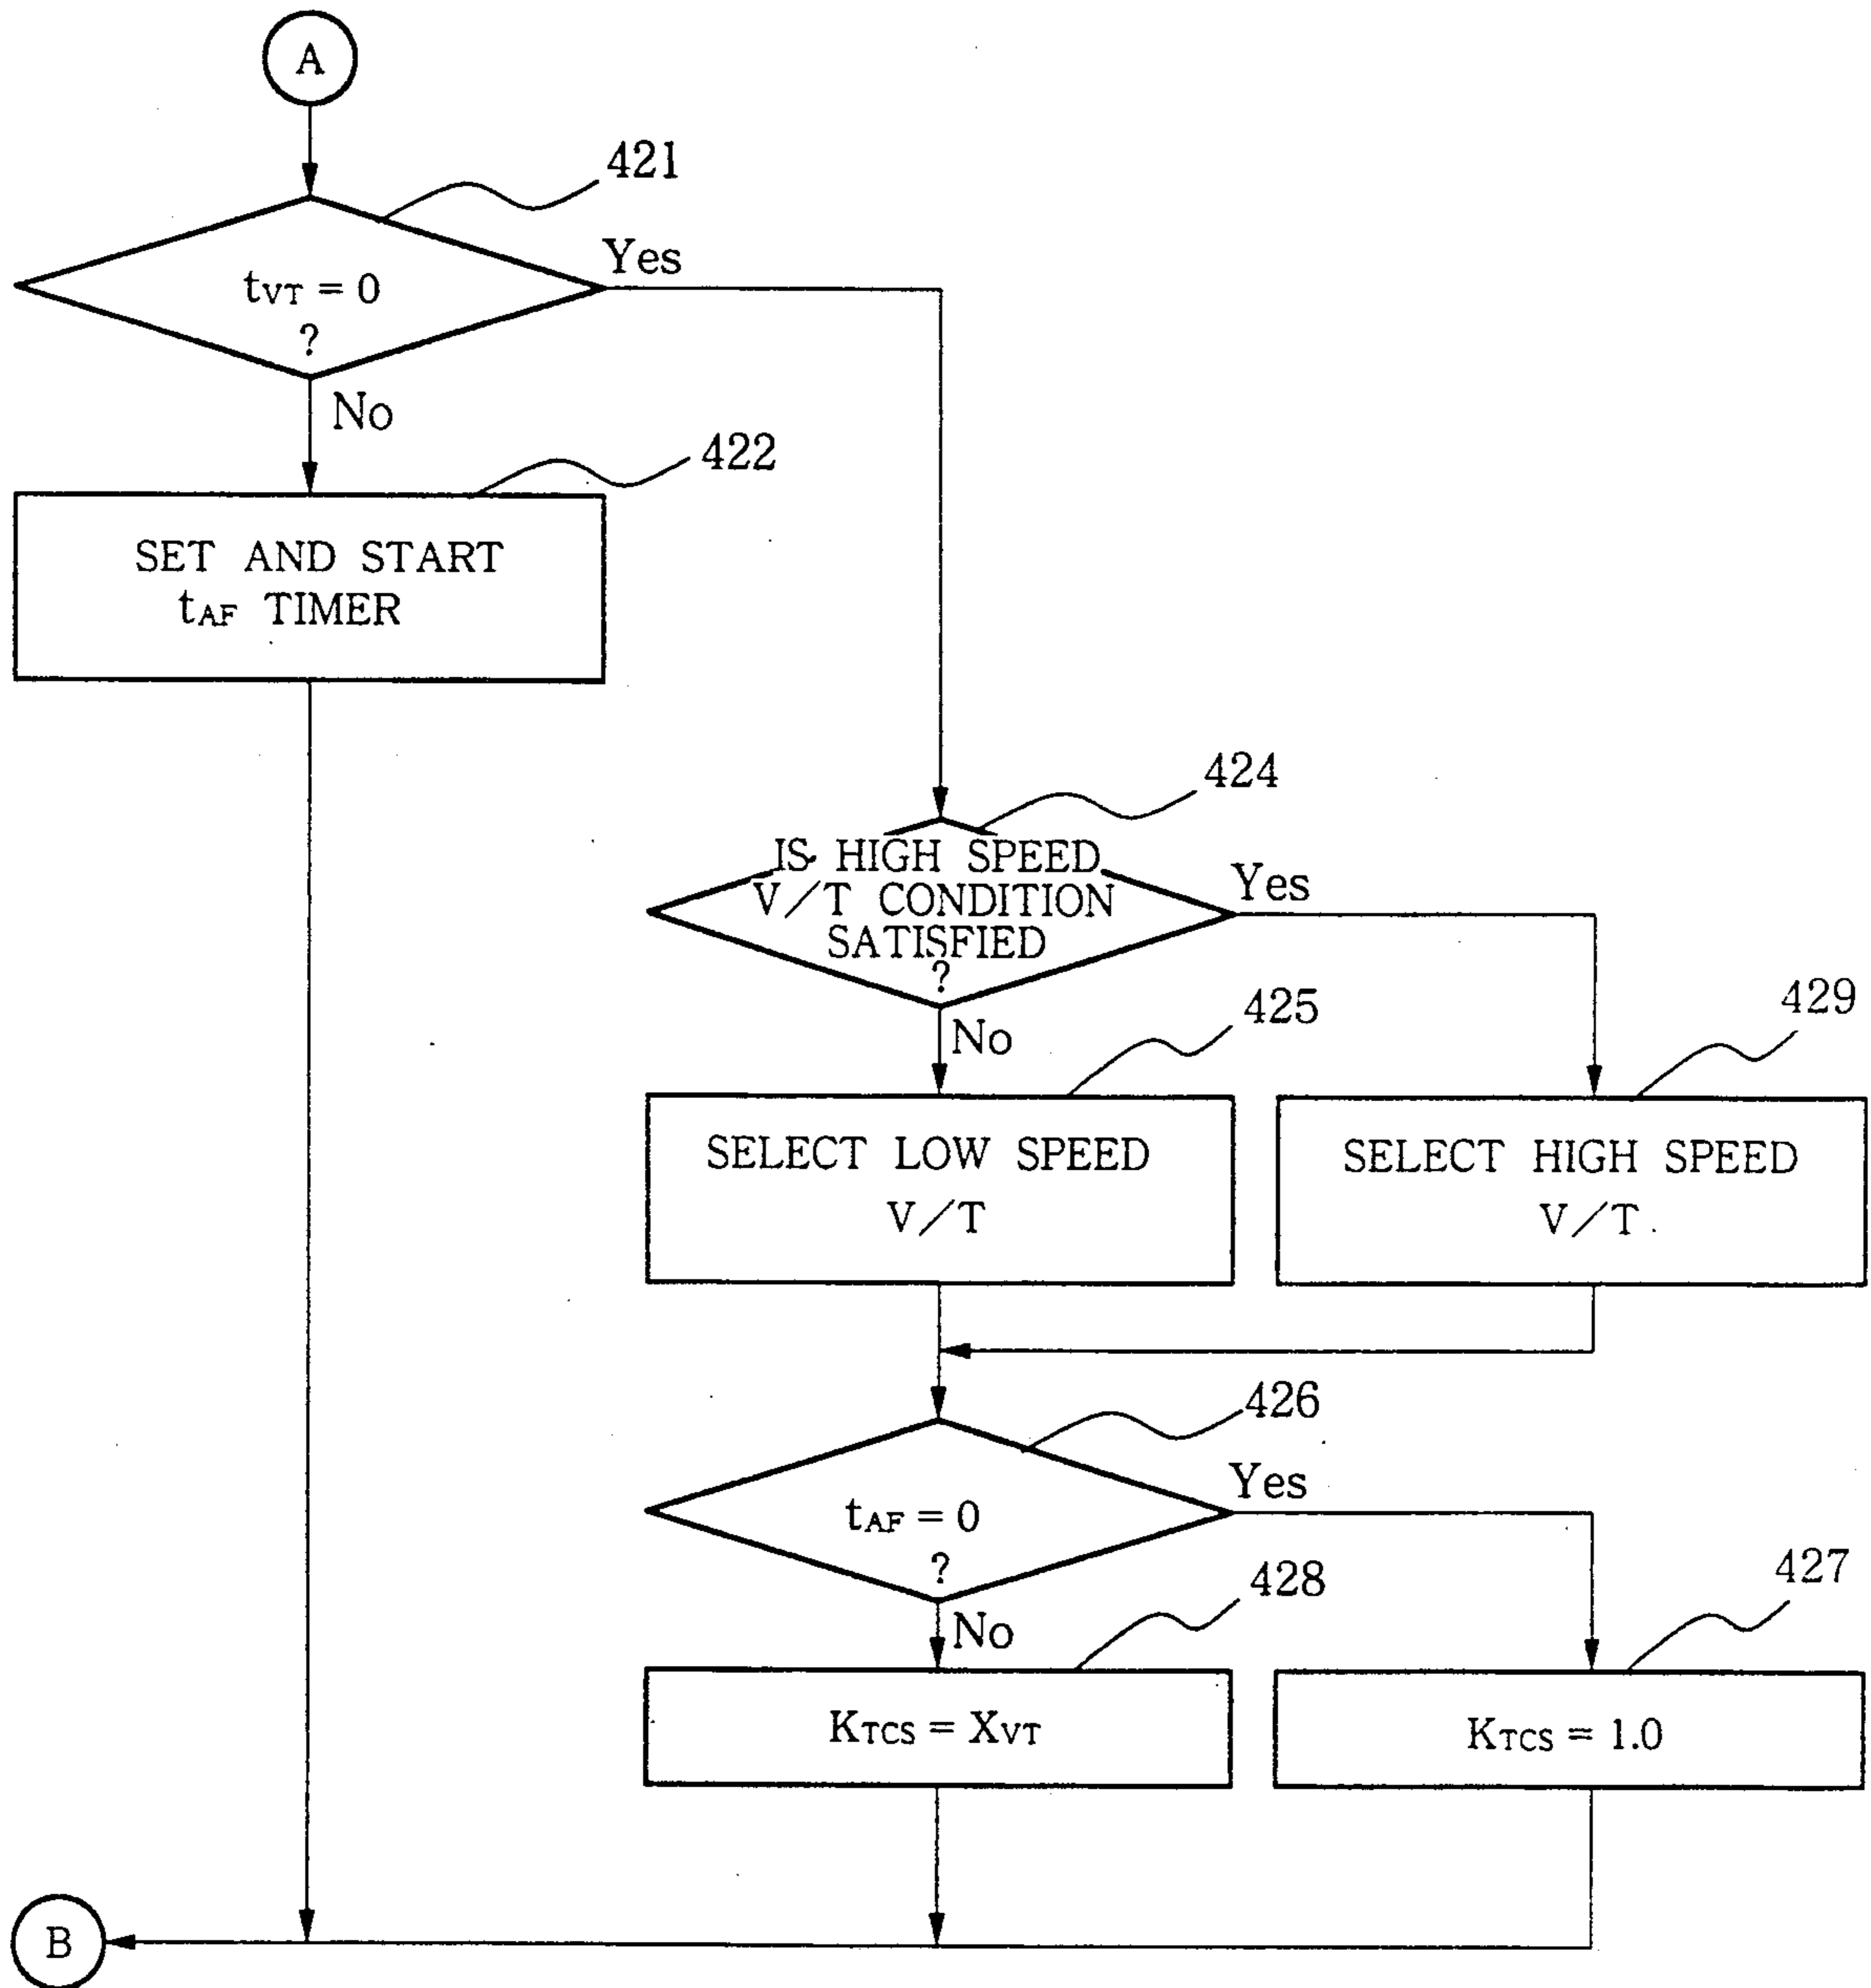 A
421
tVT = 0
?
Yes
No
422
SET AND START
tAF TIMER
424
IS HIGH SPEED
V/T CONDITION
SATISFIED
?
Yes
No
425
429
SELECT LOW SPEED
V/T
SELECT HIGH SPEED
V/T
426
tAF = 0
?
Yes
No
428
427
KTCS = XVT
KTCS = 1.0
B